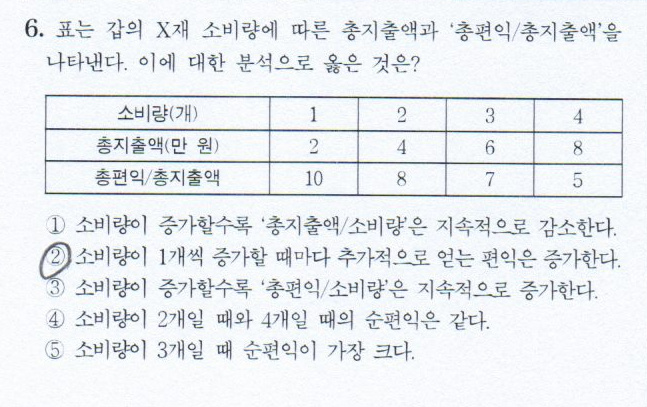 6. 표는 갑의 X재 소비량에 따른 총지출액과 ‘총편익/총지출액’을
나타낸다. 이에 대한 분석으로 옳은 것은?
소비량(개) 1 2 3 4
총지출액(만 원) 2 4 6 8
총편익/총지출액 10 8 7 5
① 소비량이 증가할수록 ‘총지출액/소비량’은 지속적으로 감소한다.
② 소비량이 1개씩 증가할 때마다 추가적으로 얻는 편익은 증가한다.
③ 소비량이 증가할수록 ‘총편익/소비량’은 지속적으로 증가한다.
④ 소비량이 2개일 때와 4개일 때의 순편익은 같다.
⑤ 소비량이 3개일 때 순편익이 가장 크다.